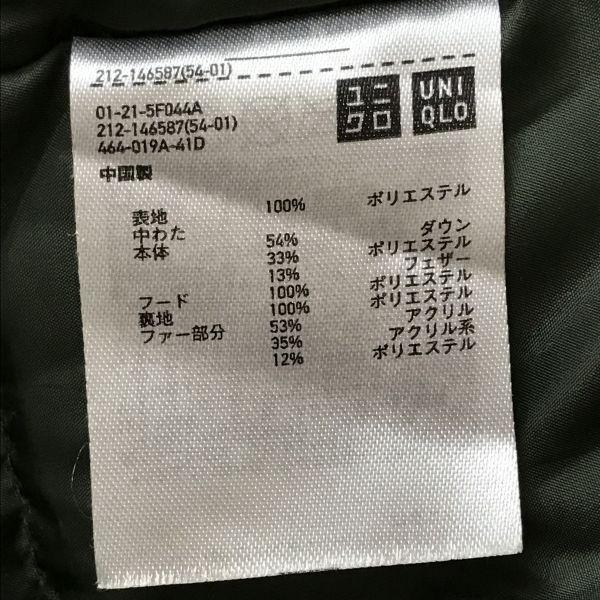 212-146587(54-01)
ユニクロ
UNIQLO
01-21-5F044A
212-146587(54-01)
464-019A-41D
中国製
表地 100% ポリエステル
中わた
本体 54% ダウン
33% ポリエステル
13% フェザー
フード 100% ポリエステル
裏地 100% ポリエステル
ファー部分 53% アクリル
35% アクリル系
12% ポリエステル